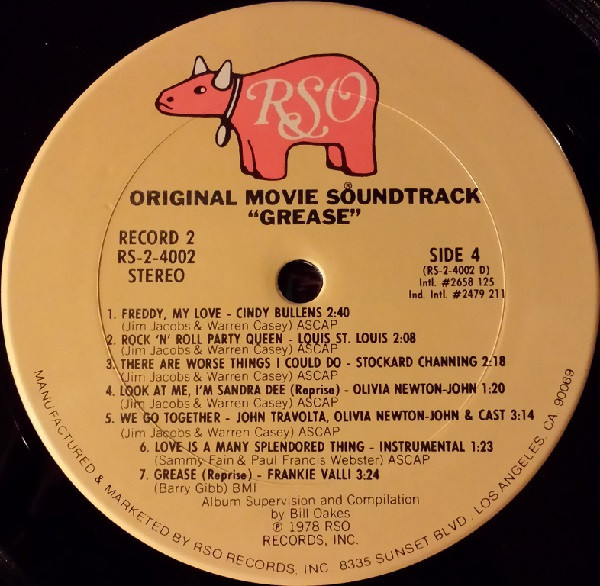 RSO
®
ORIGINAL MOVIE SOUNDTRACK
"GREASE"
RECORD 2
RS-2-4002
STEREO
SIDE 4
(RS-2-4002 D)
Intl. #2658 125
Ind. Intl. #2479 211
1. FREDDY, MY LOVE - CINDY BULLENS 2:40
(Jim Jacobs & Warren Casey) ASCAP
2. ROCK 'N' ROLL PARTY QUEEN - LOUIS ST. LOUIS 2:08
(Jim Jacobs & Warren Casey) ASCAP
3. THERE ARE WORSE THINGS I COULD DO - STOCKARD CHANNING 2:18
(Jim Jacobs & Warren Casey) ASCAP
4. LOOK AT ME, I'M SANDRA DEE (Reprise) - OLIVIA NEWTON-JOHN 1:20
(Jim Jacobs & Warren Casey) ASCAP
5. WE GO TOGETHER - JOHN TRAVOLTA, OLIVIA NEWTON-JOHN & CAST 3:14
(Jim Jacobs & Warren Casey) ASCAP
6. LOVE IS A MANY SPLENDORED THING - INSTRUMENTAL 1:23
(Sammy Fain & Paul Francis Webster) ASCAP
7. GREASE (Reprise) - FRANKIE VALLI 3:24
(Barry Gibb) BMI
Album Supervision and Compilation
by Bill Oakes
℗ 1978 RSO
RECORDS, INC.
MANUFACTURED & MARKETED BY RSO RECORDS, INC. 8335 SUNSET BLVD., LOS ANGELES, CA 90069